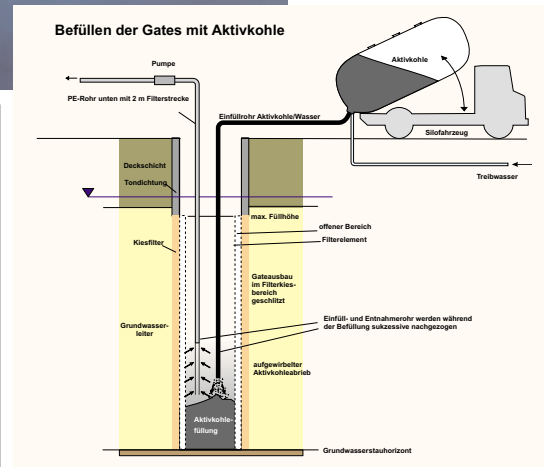 Befüllen der Gates mit Aktivkohle
Pumpe
Aktivkohle
PE-Rohr unten mit 2 m Filterstrecke
Einfüllrohr Aktivkohle/Wasser
Silofahrzeug
Deckschicht
Treibwasser
Tondichtung
max. Füllhöhe
offener Bereich
Kiesfilter
Filterelement
Gateausbau
im Filterkies-
bereich
geschlitzt
Grundwasser-
leiter
Einfüll- und Entnahmerohr werden während
der Befüllung sukzessive nachgezogen
aufgewirbelter
Aktivkohleabrieb
Aktivkohle-
füllung
Grundwasserstauhorizont